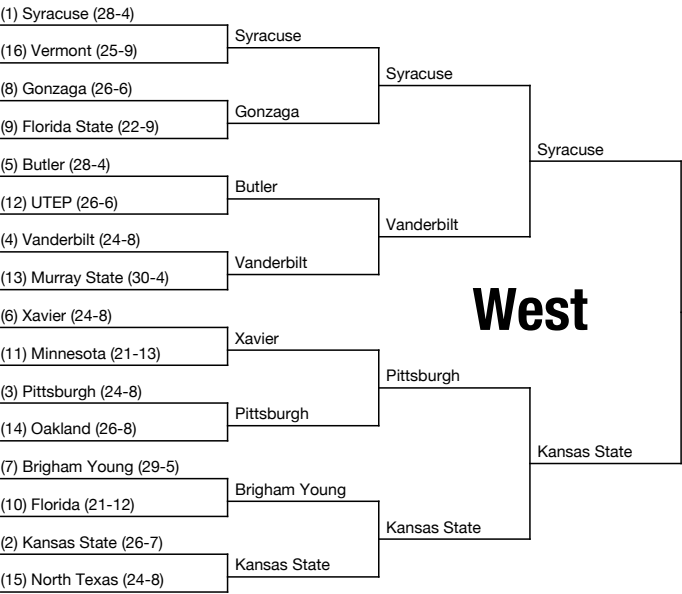 (1) Syracuse (28-4)
(16) Vermont (25-9)
(8) Gonzaga (26-6)
(9) Florida State (22-9)
(5) Butler (28-4)
(12) UTEP (26-6)
(4) Vanderbilt (24-8)
(13) Murray State (30-4)
(6) Xavier (24-8)
(11) Minnesota (21-13)
(3) Pittsburgh (24-8)
(14) Oakland (26-8)
(7) Brigham Young (29-5)
(10) Florida (21-12)
(2) Kansas State (26-7)
(15) North Texas (24-8)
Syracuse
Gonzaga
Butler
Vanderbilt
Xavier
Pittsburgh
Brigham Young
Kansas State
Syracuse
Vanderbilt
Pittsburgh
Kansas State
Syracuse
Kansas State
West